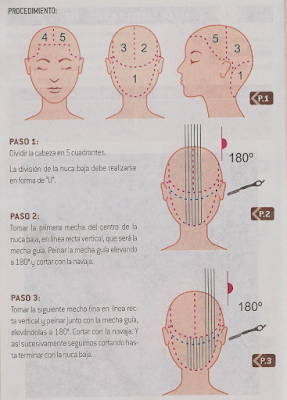 PROCEDIMIENTO:
4 5
3 2
1
5
3
1
P.1
PASO 1:
Dividir la cabeza en 5 cuadrantes.
La división de la nuca baja debe realizarse
en forma de "U".
180º
P.2
PASO 2:
Tomar la primera mecha del centro de la
nuca baja, en línea recta vertical, que será la
mecha guía. Peinar la mecha guía elevando
a 180º y cortar con la navaja.
PASO 3:
Tomar la siguiente mecha fina en línea rec
ta vertical y peinar junto con la mecha guía,
elevándolas a 180º. Cortar con la navaja. Y
así sucesivamente seguimos cortando has-
ta terminar con la nuca baja.
180º
P.3